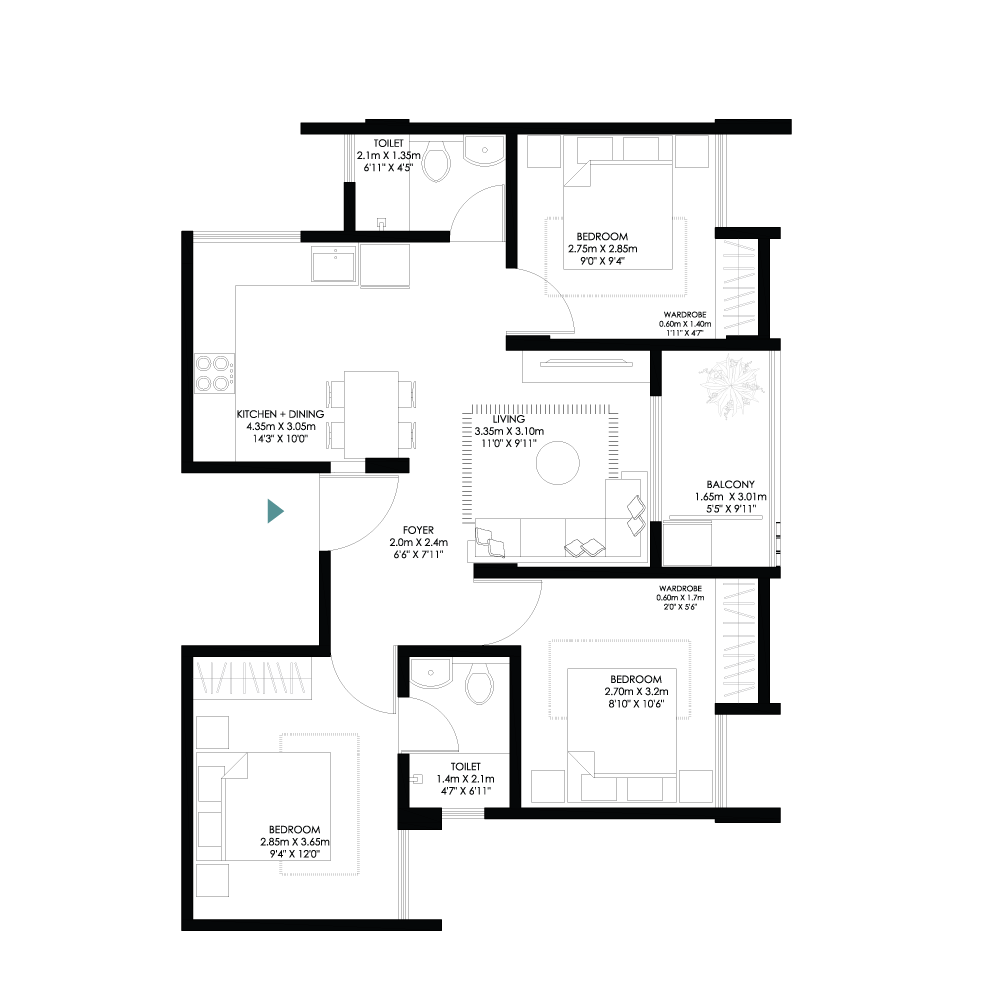 TOILET
2.1m X 1.35m
6'11" X 4'5"
BEDROOM
2.75m X 2.85m
9'0" X 9'4"
WARDROBE
0.60m X 1.40m
1'11" X 4'7"
KITCHEN + DINING
4.35m X 3.05m
14'3" X 10'0"
LIVING
3.35m X 3.10m
11'0" X 9'11"
BALCONY
1.65m X 3.01m
5'5" X 9'11"
FOYER
2.0m X 2.4m
6'6" X 7'11"
WARDROBE
0.60m X 1.7m
2'0" X 5'6"
BEDROOM
2.70m X 3.2m
8'10" X 10'6"
TOILET
1.4m X 2.1m
4'7" X 6'11"
BEDROOM
2.85m X 3.65m
9'4" X 12'0"